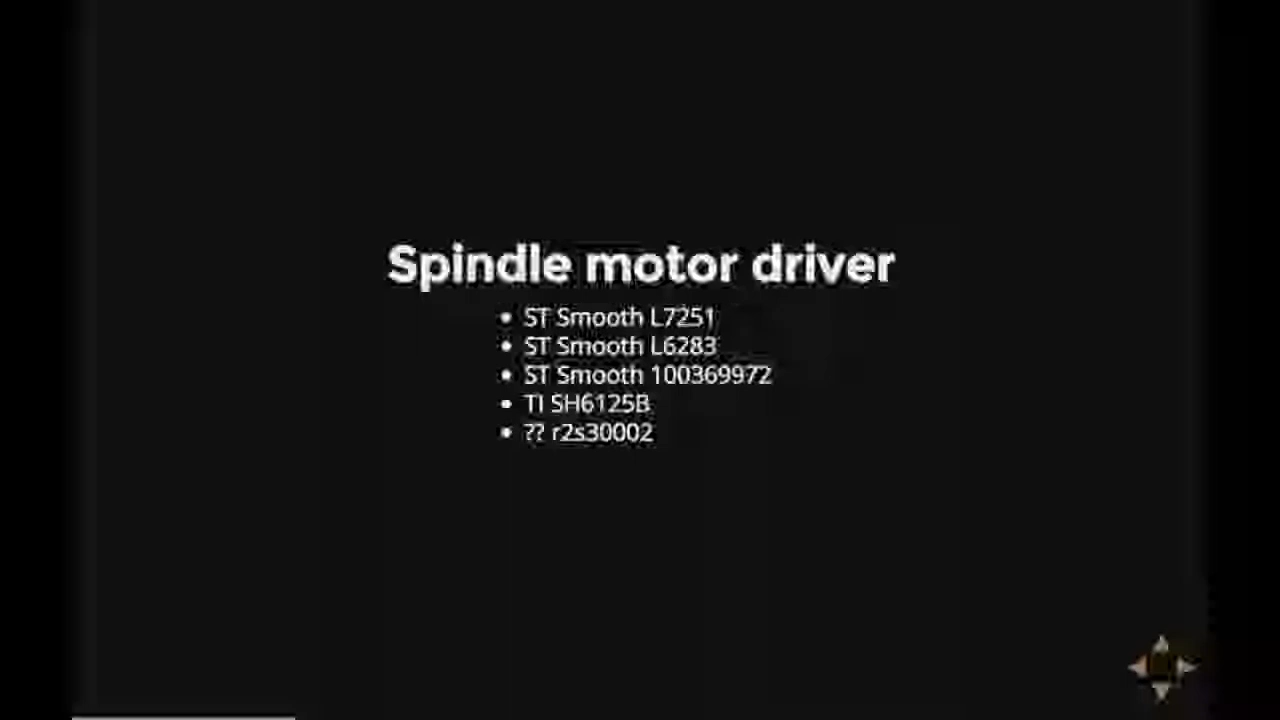 Spindle motor driver
• ST Smooth L7251
• ST Smooth L6283
• ST Smooth 100369972
• TI SH6125B
• ?? r2s30002